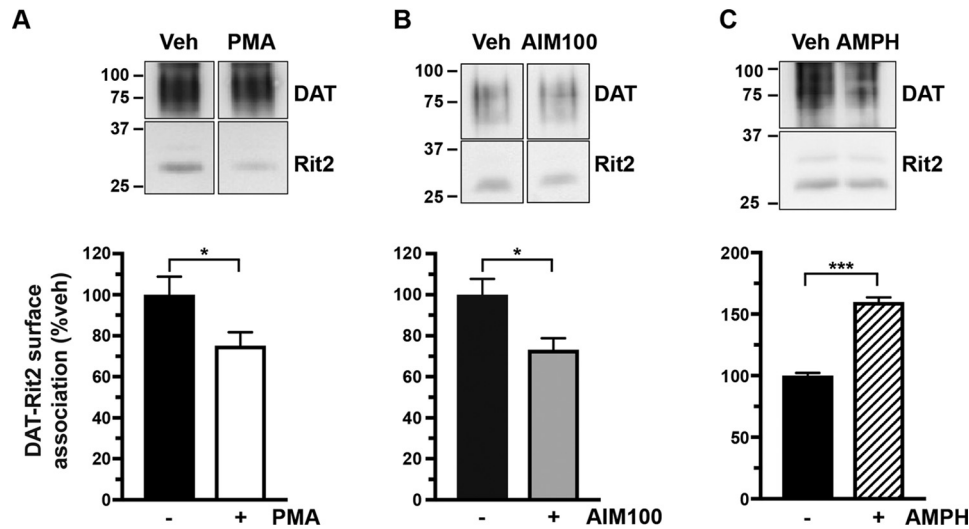 A
Veh PMA
100
75
DAT
37
25
Rit2
B
Veh AIM100
100
75
DAT
37
25
Rit2
C
Veh AMPH
100
75
DAT
37
25
Rit2
DAT-Rit2 surface
association (%veh)
120
100
80
60
40
20
0
*
- + PMA
120
100
80
60
40
20
0
*
- + AIM100
200
150
100
50
0
***
- + AMPH